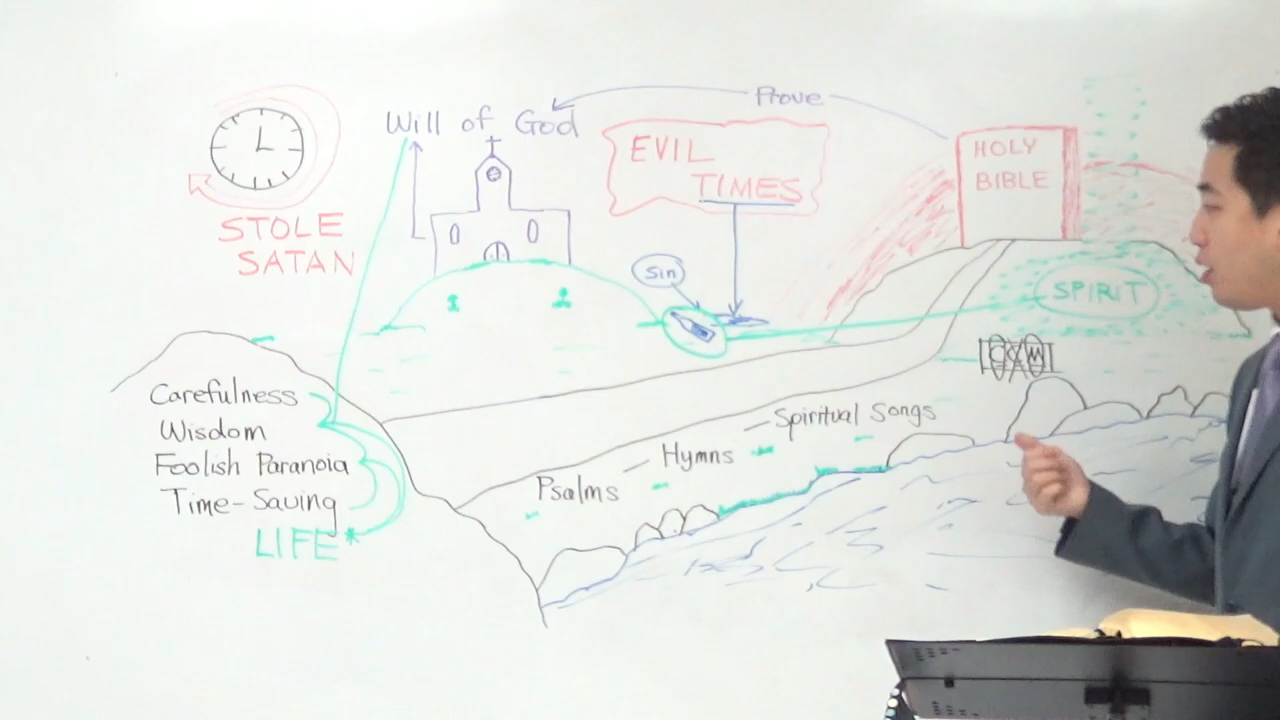 Prove
Will of God
EVIL
TIMES
HOLY
BIBLE
STOLE
SATAN
Sin
SPIRIT
Carefulness
Wisdom
Foolish Paranoia
Time-Saving
LIFE *
Spiritual Songs
Hymns
Psalms